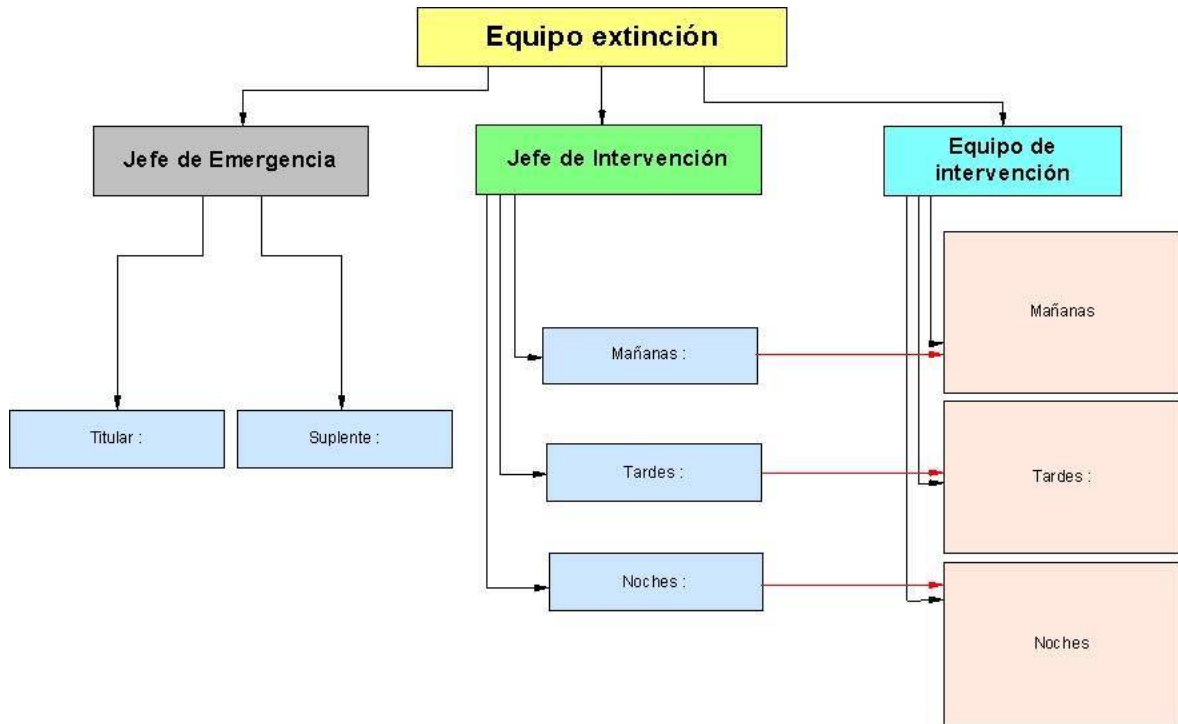 Equipo extinción
Jefe de Emergencia
Jefe de Intervención
Equipo de
intervención
Mañanas
Mañanas :
Titular :
Suplente :
Tardes :
Tardes :
Noches :
Noches